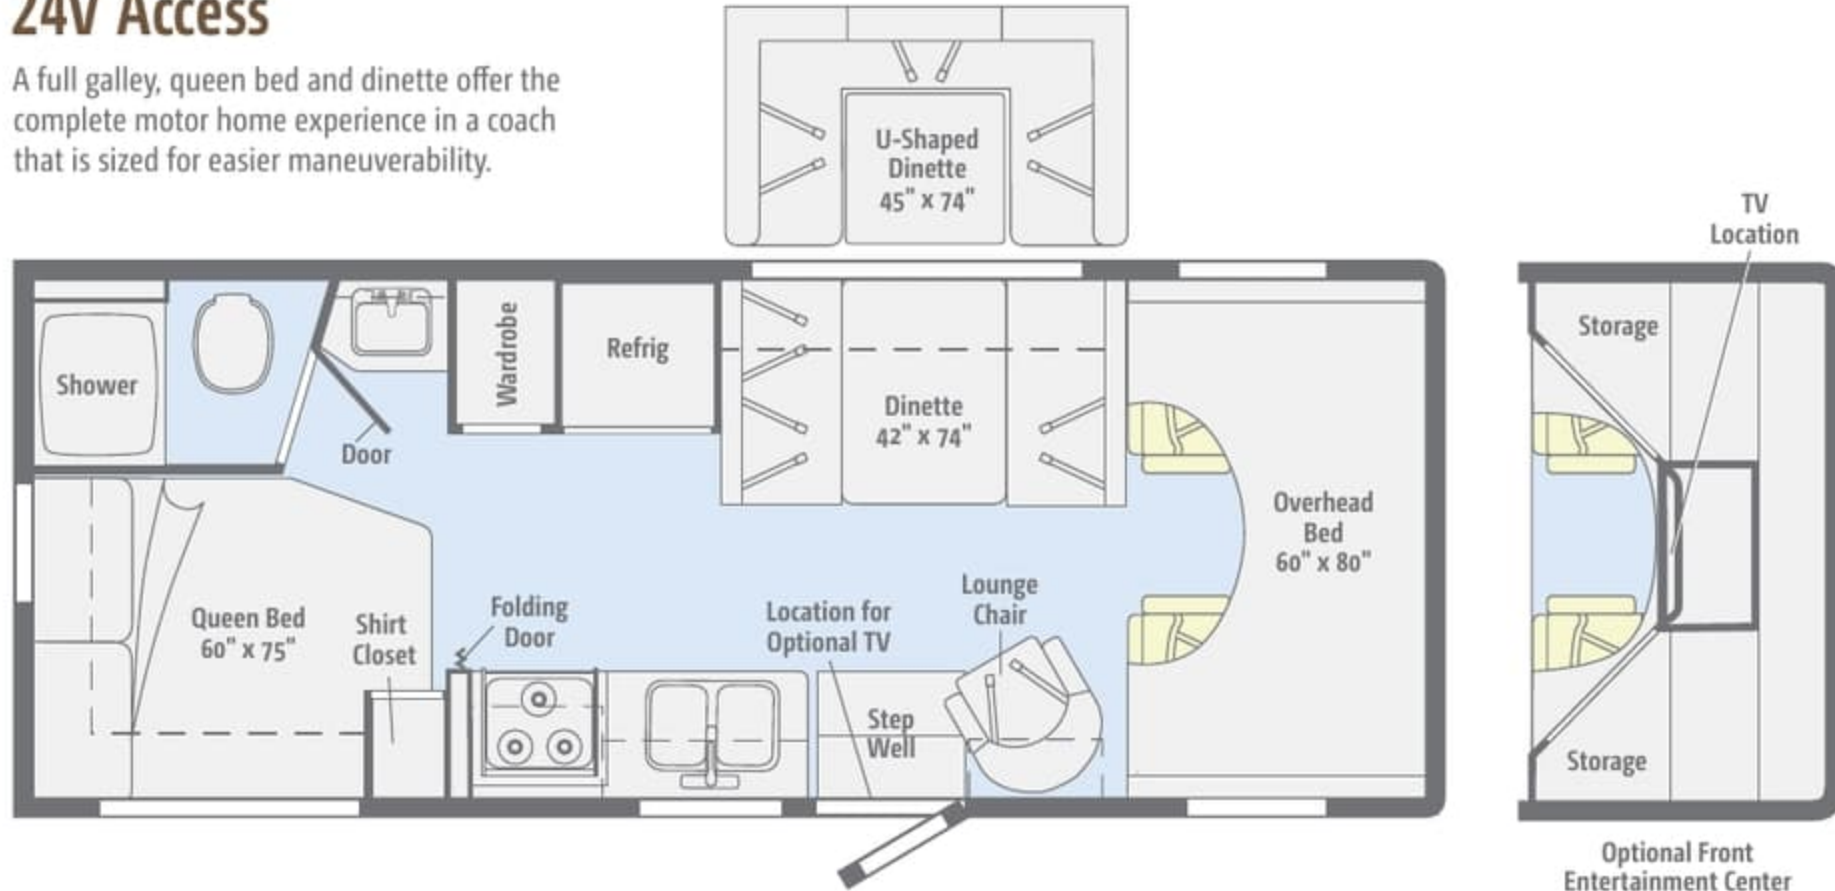 24V Access
A full galley, queen bed and dinette offer the
complete motor home experience in a coach
that is sized for easier maneuverability.
U-Shaped
Dinette
45" x 74"
TV
Location
Shower
Door
Wardrobe
Refrig
Dinette
42" x 74"
Overhead
Bed
60" x 80"
Queen Bed
60" x 75"
Shirt
Closet
Folding
Door
Location for
Optional TV
Lounge
Chair
Step
Well
Storage
Storage
Optional Front
Entertainment Center